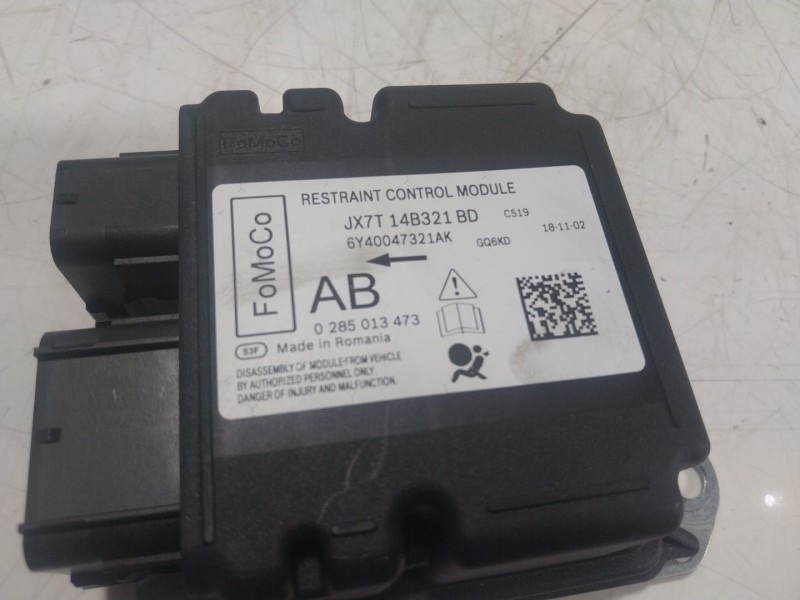 FoMoCo
RESTRAINT CONTROL MODULE
JX7T 14B321 BD C519
6Y40047321AK GQ6KD 18-11-02
FoMoCo
AB
0 285 013 473
S3F Made in Romania
DISASSEMBLY OF MODULE FROM VEHICLE
BY AUTHORIZED PERSONNEL ONLY.
DANGER OF INJURY AND MALFUNCTION.